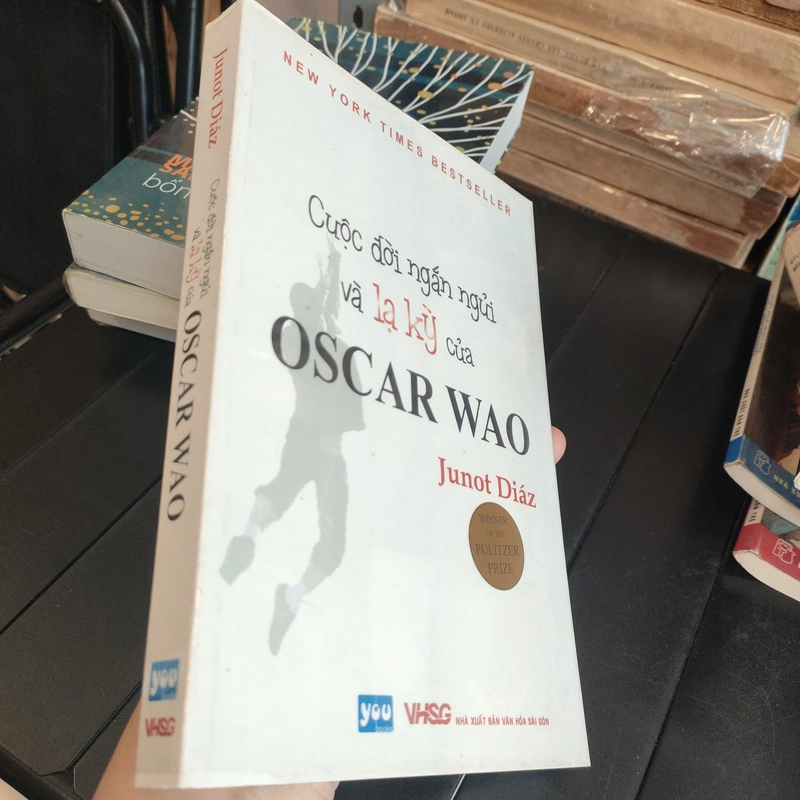 NEW YORK TIMES BESTSELLER
Cuộc đời ngắn ngủi
và lạ kỳ của
OSCAR WAO
Junot Diáz
WINNER
OF THE
PULITZER
PRIZE
you
books
VHSG NHÀ XUẤT BẢN VĂN HÓA SÀI GÒN
Junot Diáz
Cuộc đời ngắn ngủi
và lạ kỳ của
OSCAR WAO
you
VHSG
bốn